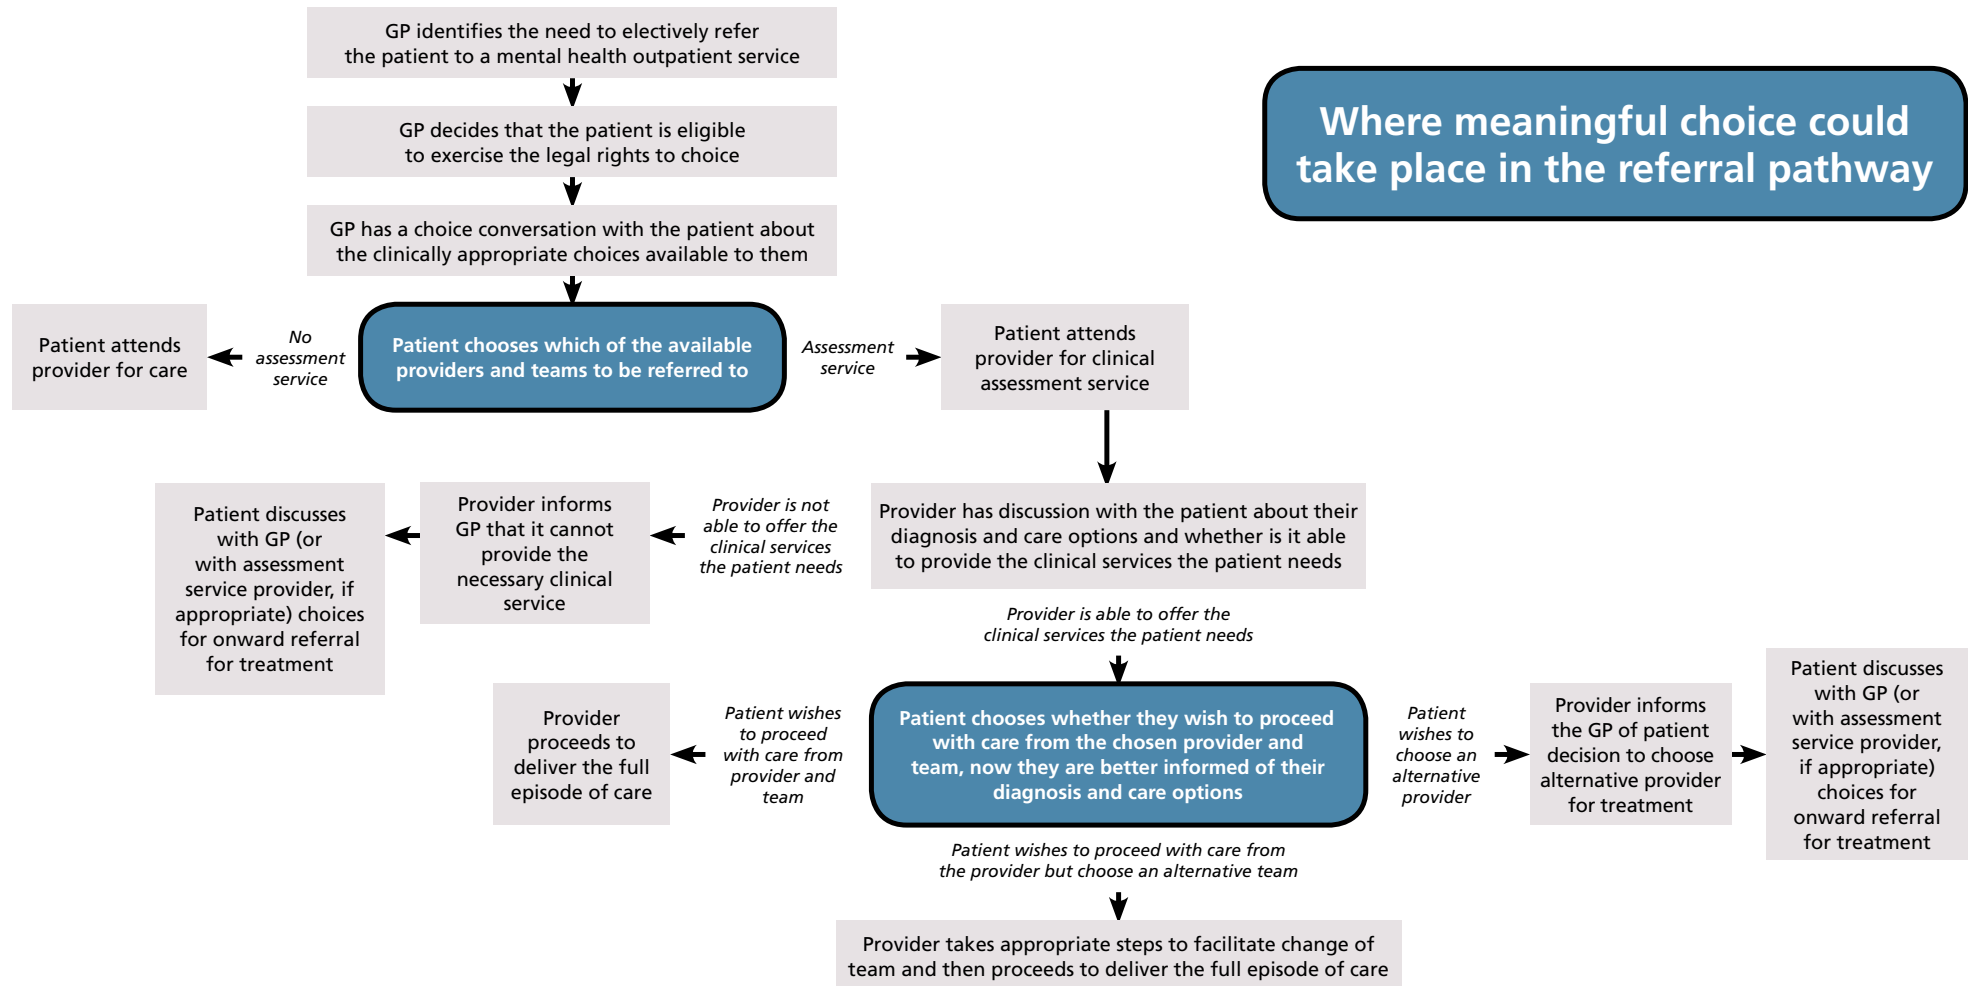 GP identifies the need to electively refer
the patient to a mental health outpatient service
Where meaningful choice could
take place in the referral pathway
GP decides that the patient is eligible
to exercise the legal rights to choice
GP has a choice conversation with the patient about
the clinically appropriate choices available to them
Patient attends
provider for care
No
assessment
service
Patient chooses which of the available
providers and teams to be referred to
Assessment
service
Patient attends
provider for clinical
assessment service
Patient discusses
with GP (or
with assessment
service provider, if
appropriate) choices
for onward referral
for treatment
Provider informs
GP that it cannot
provide the
necessary clinical
service
Provider is not
able to offer the
clinical services
the patient needs
Provider has discussion with the patient about their
diagnosis and care options and whether is it able
to provide the clinical services the patient needs
Provider is able to offer the
clinical services the patient needs
Provider
proceeds to
deliver the full
episode of care
Patient wishes
to proceed
with care from
provider and
team
Patient chooses whether they wish to proceed
with care from the chosen provider and
team, now they are better informed of their
diagnosis and care options
Patient
wishes to
choose an
alternative
provider
Provider informs
the GP of patient
decision to choose
alternative provider
for treatment
Patient discusses
with GP (or
with assessment
service provider,
if appropriate)
choices for
onward referral
for treatment
Patient wishes to proceed with care from
the provider but choose an alternative team
Provider takes appropriate steps to facilitate change of
team and then proceeds to deliver the full episode of care